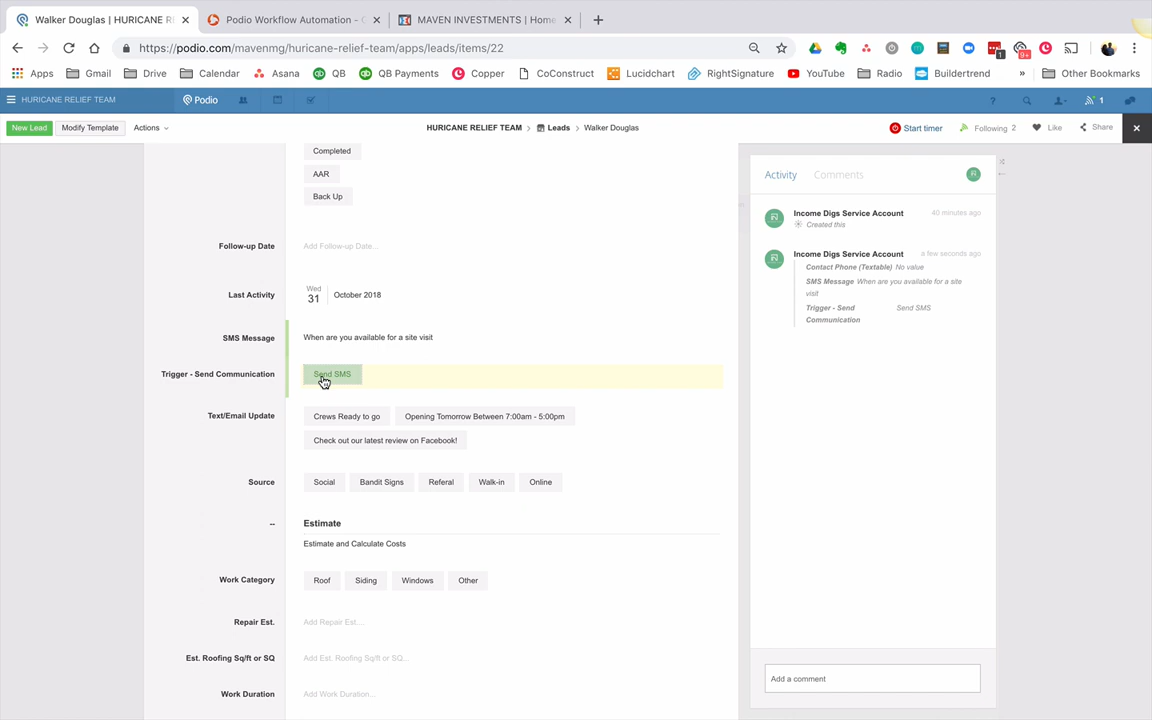 Walker Douglas | HURICANE RE
Podio Workflow Automation - G
MAVEN INVESTMENTS | Home
https://podio.com/mavenmg/huricane-relief-team/apps/leads/items/22
1
9+
Apps
Gmail
Drive
Calendar
Asana
QB
QB Payments
Copper
CoConstruct
Lucidchart
RightSignature
YouTube
Radio
Buildertrend
»
Other Bookmarks
HURICANE RELIEF TEAM
Podio
?
1
New Lead
Modify Template
Actions
HURICANE RELIEF TEAM
Leads
Walker Douglas
Start timer
Following 2
Like
Share
Completed
AAR
Back Up
Follow-up Date
Add Follow-up Date...
Last Activity
Wed
31
October 2018
SMS Message
When are you available for a site visit
Trigger - Send Communication
Send SMS
Text/Email Update
Crews Ready to go
Opening Tomorrow Between 7:00am - 5:00pm
Check out our latest review on Facebook!
Source
Social
Bandit Signs
Referal
Walk-in
Online
--
Estimate
Estimate and Calculate Costs
Work Category
Roof
Siding
Windows
Other
Repair Est.
Add Repair Est....
Est. Roofing Sq/ft or SQ
Add Est. Roofing Sq/ft or SQ...
Work Duration
Add Work Duration...
Activity
Comments
Income Digs Service Account
40 minutes ago
Created this
Income Digs Service Account
a few seconds ago
Contact Phone (Textable) No value
SMS Message When are you available for a site
visit
Trigger - Send
Communication
Send SMS
Add a comment